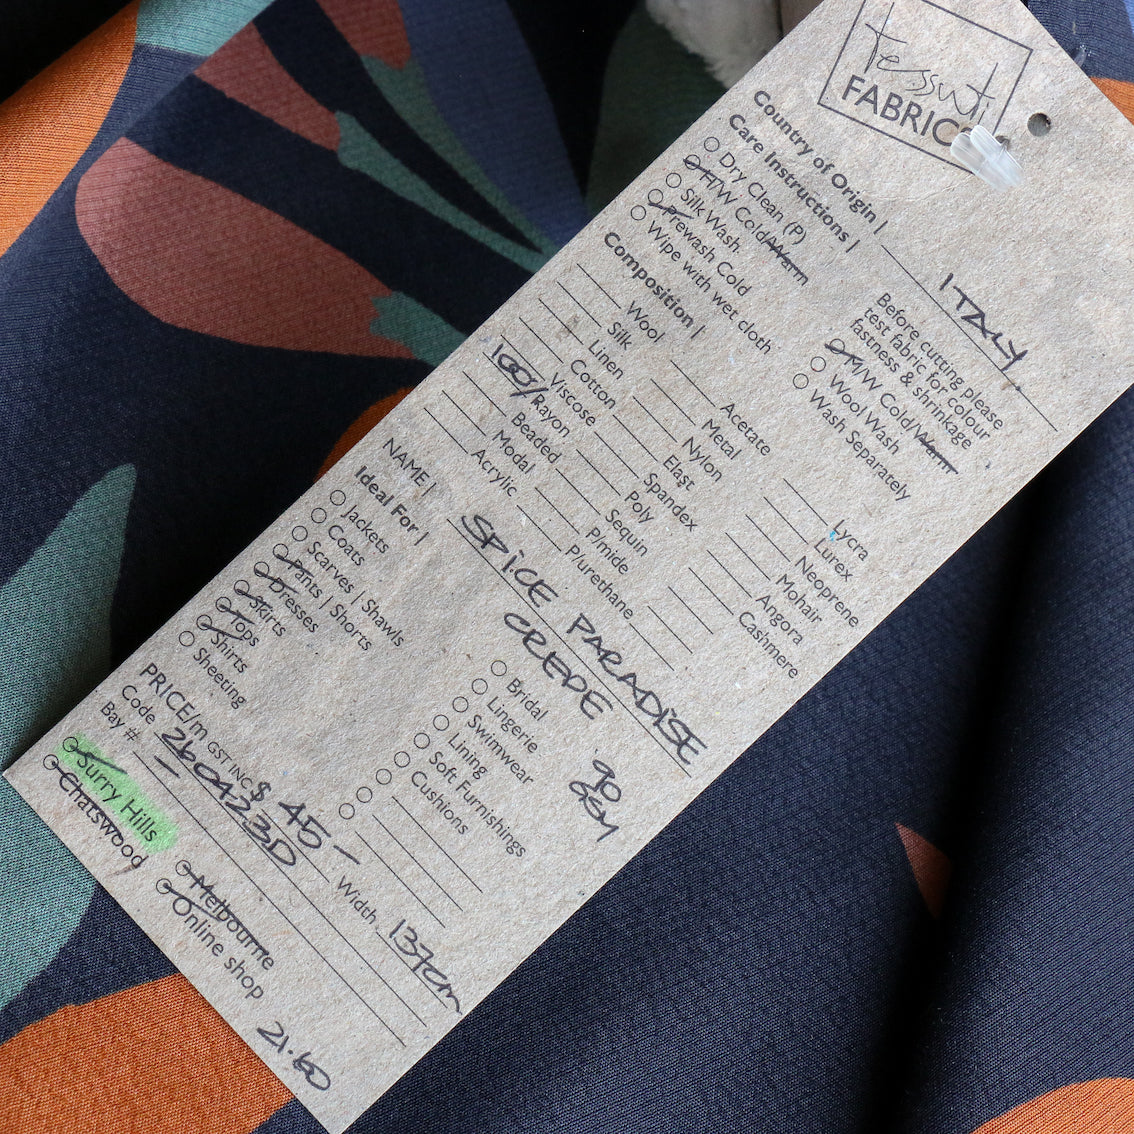 tessuti
FABRICS
Country of Origin | ITALY
Care Instructions |
Dry Clean (P)
H/W Cold/Warm
Silk Wash
Prewash Cold
Wipe with wet cloth
Before cutting please
test fabric for colour
fastness & shrinkage
M/W Cold/Warm
Wool Wash
Wash Separately
Composition |
Wool
Silk
Linen
Cotton
Viscose
100% Rayon
Beaded
Modal
Acrylic
Acetate
Metal
Nylon
Elast
Spandex
Poly
Sequin
P/mide
P/urethane
Lycra
Lurex
Neoprene
Mohair
Angora
Cashmere
NAME | SPICE PARADISE
CREPE
90
GSM
Ideal For |
Jackets
Coats
Scarves | Shawls
Pants | Shorts
Dresses
Skirts
Tops
Shirts
Sheeting
Bridal
Lingerie
Swimwear
Lining
Soft Furnishings
Cushions
PRICE/m GST INC $ 45 –
Code 260423D
Width 137cm
Bay # –
Surry Hills
Chatswood
Melbourne
Online shop
21.60